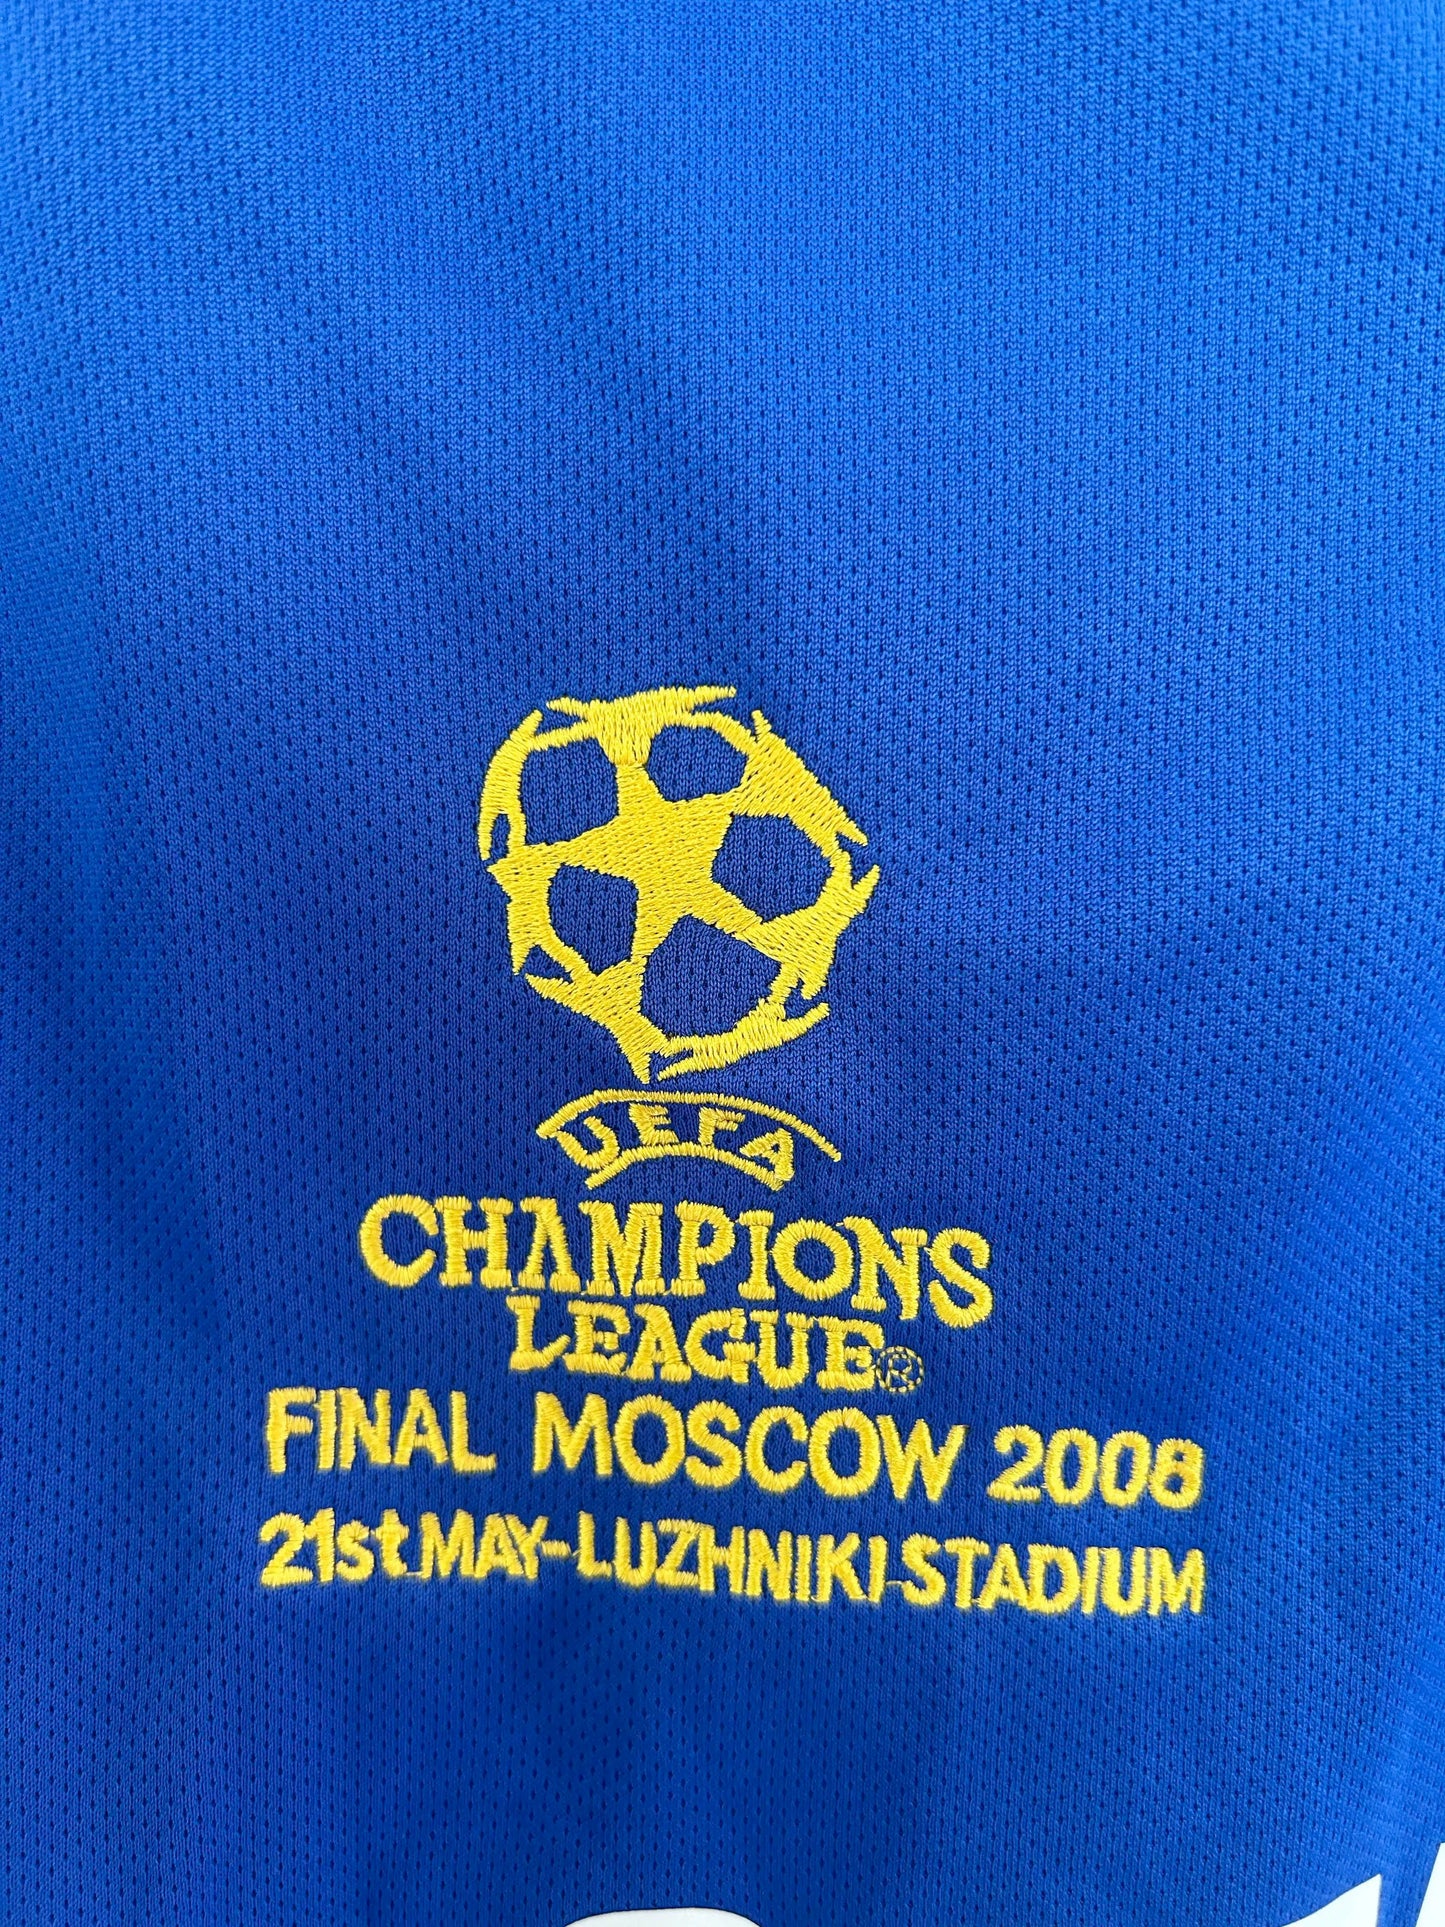 UEFA
CHAMPIONS
LEAGUE®
FINAL MOSCOW 2008
21st MAY-LUZHNIKI-STADIUM